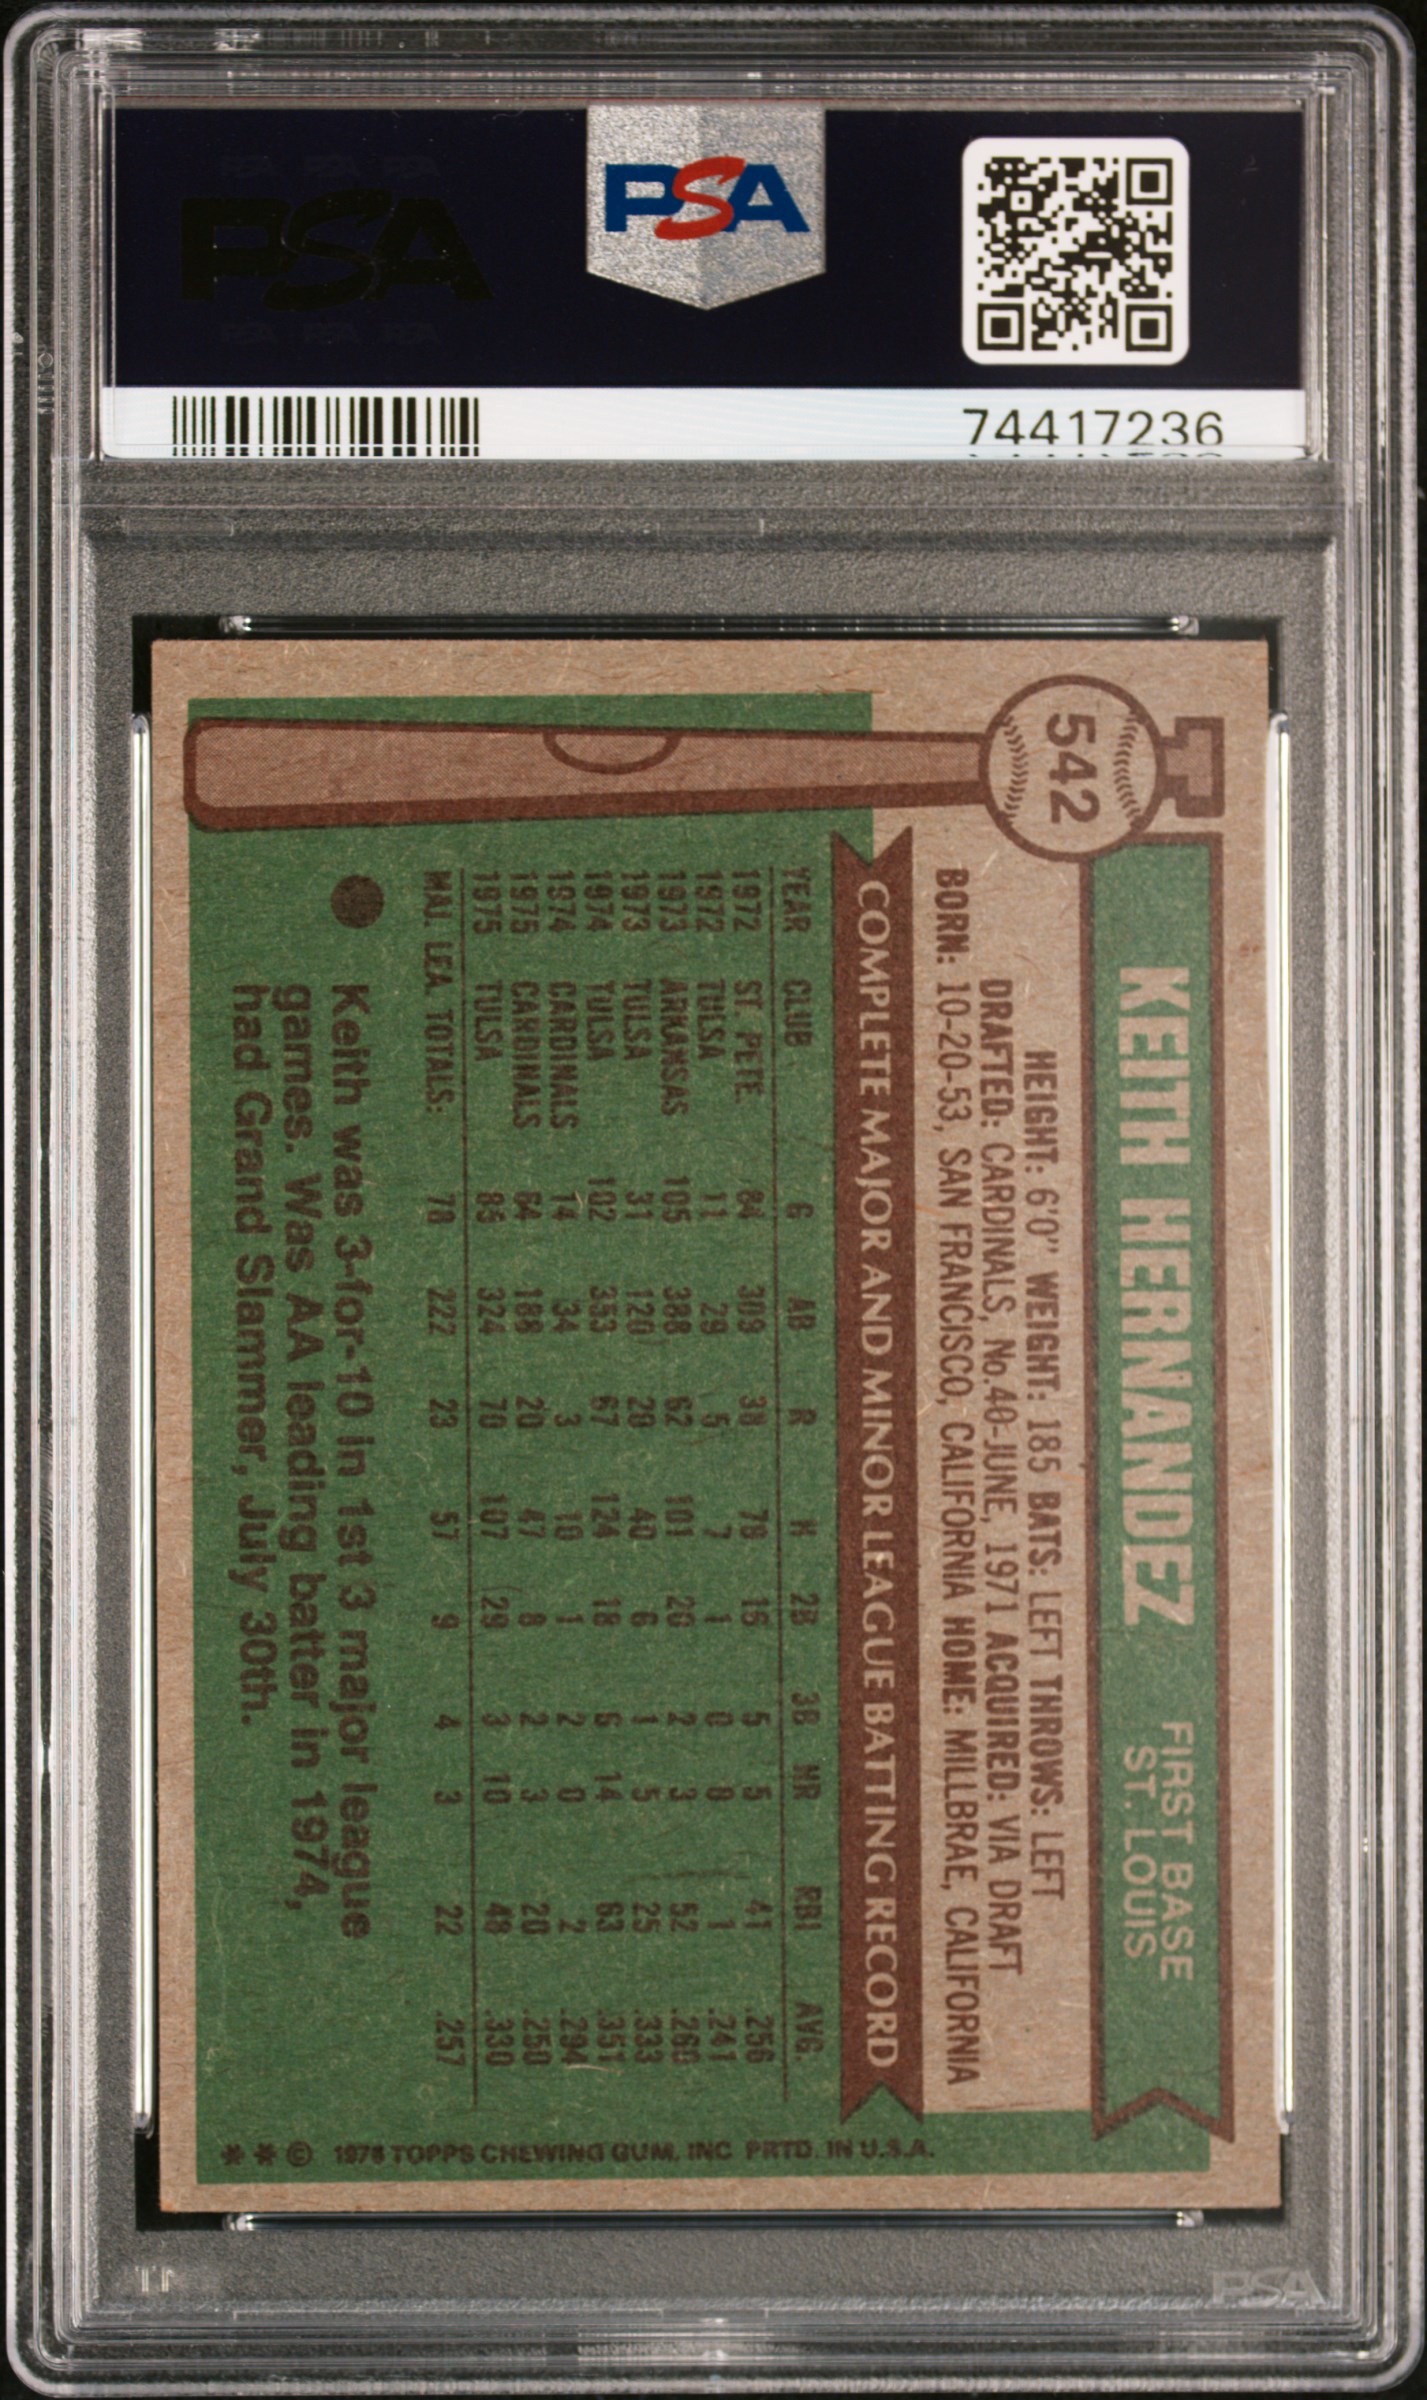 PSA
PSA
74417236
542
KEITH HERNANDEZ
FIRST BASE
ST. LOUIS
HEIGHT: 6'0" WEIGHT: 185 BATS: LEFT THROWS: LEFT
DRAFTED: CARDINALS, No.40-JUNE, 1971 ACQUIRED: VIA DRAFT
BORN: 10-20-53, SAN FRANCISCO, CALIFORNIA HOME: MILLBRAE, CALIFORNIA
COMPLETE MAJOR AND MINOR LEAGUE BATTING RECORD
YEAR CLUB G AB R H 2B 3B HR RBI AVG.
1972 ST. PETE. 84 309 38 79 16 5 5 41 .256
1972 TULSA 11 29 5 7 1 0 0 1 .241
1973 ARKANSAS 105 388 62 101 20 2 3 52 .260
1973 TULSA 31 120 28 40 6 1 5 25 .333
1974 TULSA 102 353 67 124 18 6 14 63 .351
1974 CARDINALS 14 34 3 10 1 2 0 2 .294
1975 CARDINALS 64 188 20 47 8 2 3 20 .250
1975 TULSA 85 324 70 107 29 3 10 48 .330
MAJ. LEA. TOTALS: 78 222 23 57 9 4 3 22 .257
Keith was 3-for-10 in 1st 3 major league
games. Was AA leading batter in 1974,
had Grand Slammer, July 30th.
** © 1976 TOPPS CHEWING GUM, INC PRTD. IN U.S.A.
PSA